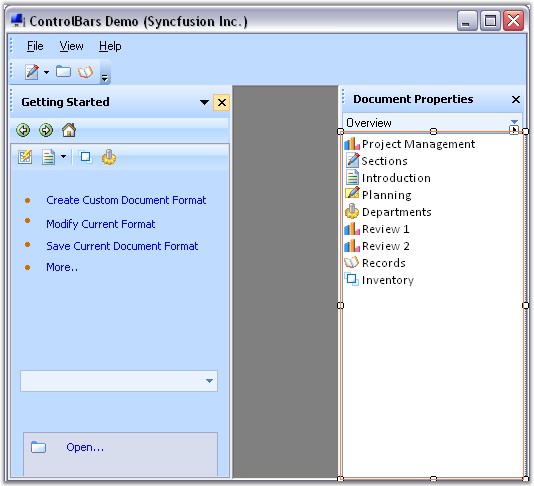 ControlBars Demo (Syncfusion Inc.)
File View Help
Getting Started
Create Custom Document Format
Modify Current Format
Save Current Document Format
More..
Open...
Document Properties
Overview
Project Management
Sections
Introduction
Planning
Departments
Review 1
Review 2
Records
Inventory